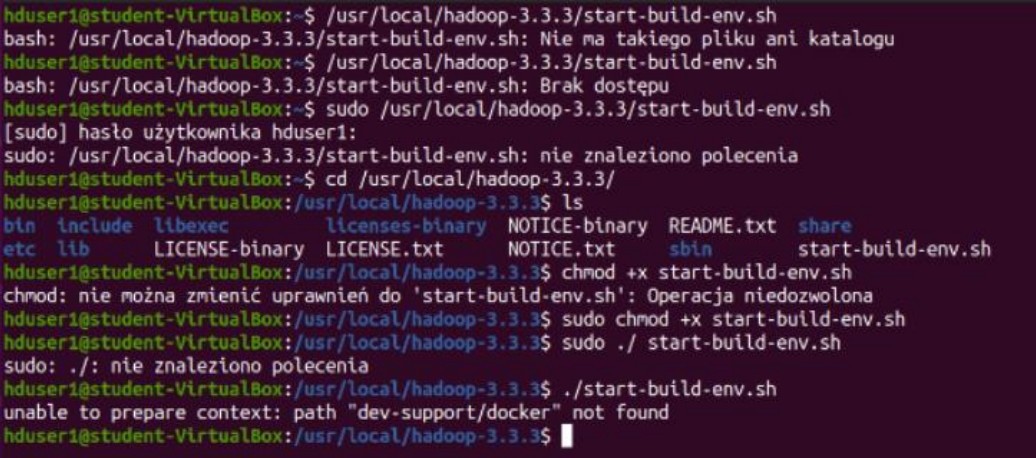 hduser1@student-VirtualBox:~$ /usr/local/hadoop-3.3.3/start-build-env.sh
bash: /usr/local/hadoop-3.3.3/start-build-env.sh: Nie ma takiego pliku ani katalogu
hduser1@student-VirtualBox:~$ /usr/local/hadoop-3.3.3/start-build-env.sh
bash: /usr/local/hadoop-3.3.3/start-build-env.sh: Brak dostępu
hduser1@student-VirtualBox:~$ sudo /usr/local/hadoop-3.3.3/start-build-env.sh
[sudo] hasło użytkownika hduser1:
sudo: /usr/local/hadoop-3.3.3/start-build-env.sh: nie znaleziono polecenia
hduser1@student-VirtualBox:~$ cd /usr/local/hadoop-3.3.3/
hduser1@student-VirtualBox:/usr/local/hadoop-3.3.3$ ls
bin include libexec licenses-binary NOTICE-binary README.txt share
etc lib LICENSE-binary LICENSE.txt NOTICE.txt sbin start-build-env.sh
hduser1@student-VirtualBox:/usr/local/hadoop-3.3.3$ chmod +x start-build-env.sh
chmod: nie można zmienić uprawnień do 'start-build-env.sh': Operacja niedozwolona
hduser1@student-VirtualBox:/usr/local/hadoop-3.3.3$ sudo chmod +x start-build-env.sh
hduser1@student-VirtualBox:/usr/local/hadoop-3.3.3$ sudo ./ start-build-env.sh
sudo: ./: nie znaleziono polecenia
hduser1@student-VirtualBox:/usr/local/hadoop-3.3.3$ ./start-build-env.sh
unable to prepare context: path "dev-support/docker" not found
hduser1@student-VirtualBox:/usr/local/hadoop-3.3.3$